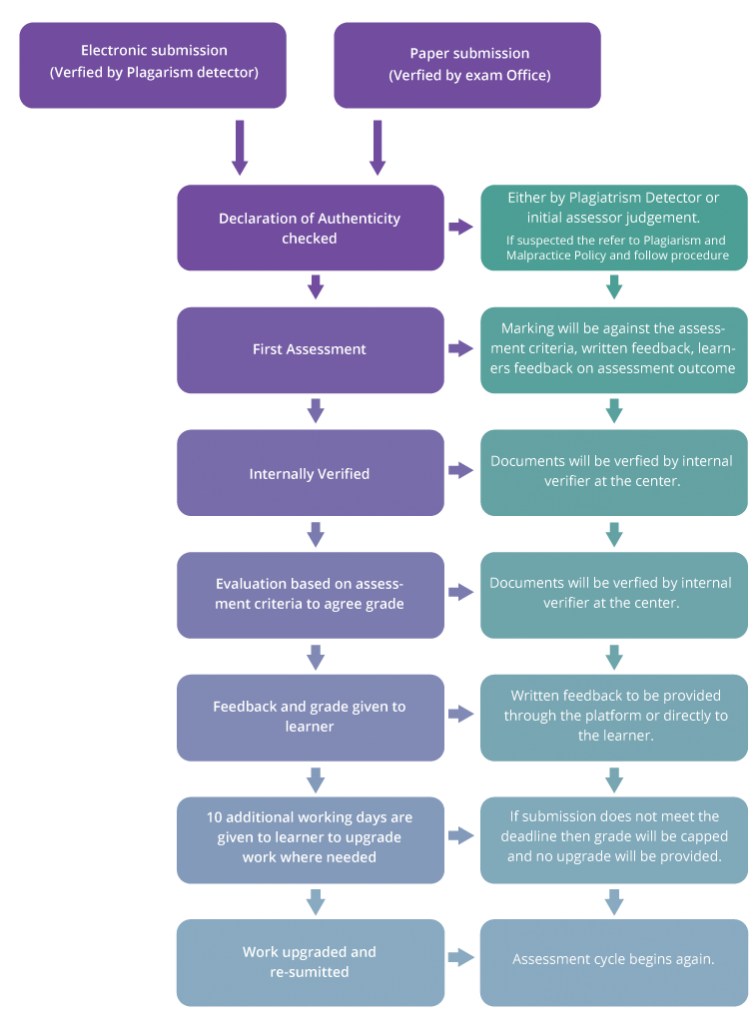 Electronic submission
(Verfied by Plagarism detector)
Paper submission
(Verfied by exam Office)
Declaration of Authenticity
checked
Either by Plagiatrism Detector or
initial assessor judgement.
If suspected the refer to Plagiarism and
Malpractice Policy and follow procedure
First Assessment
Marking will be against the assess-
ment criteria, written feedback, learn-
ers feedback on assessment outcome
Internally Verified
Documents will be verfied by internal
verifier at the center.
Evaluation based on assess-
ment criteria to agree grade
Documents will be verfied by internal
verifier at the center.
Feedback and grade given to
learner
Written feedback to be provided
through the platform or directly to
the learner.
10 additional working days are
given to learner to upgrade
work where needed
If submission does not meet the
deadline then grade will be capped
and no upgrade will be provided.
Work upgraded and
re-sumitted
Assessment cycle begins again.